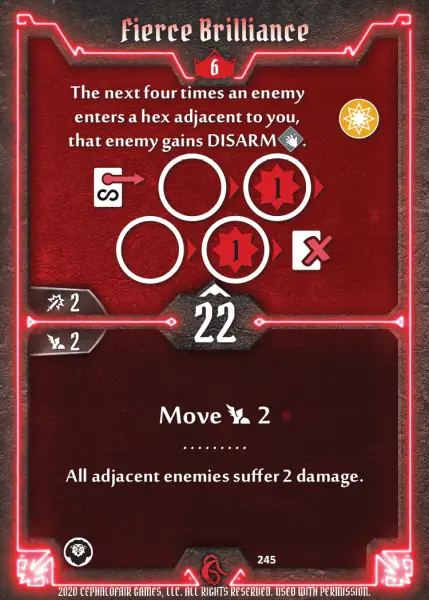 Fierce Brilliance
6
The next four times an enemy
enters a hex adjacent to you,
that enemy gains DISARM.
1
1
2
22
2
Move 2
All adjacent enemies suffer 2 damage.
245
2020 CEPHALOFAIR GAMES, LLC. ALL RIGHTS RESERVED. USED WITH PERMISSION.